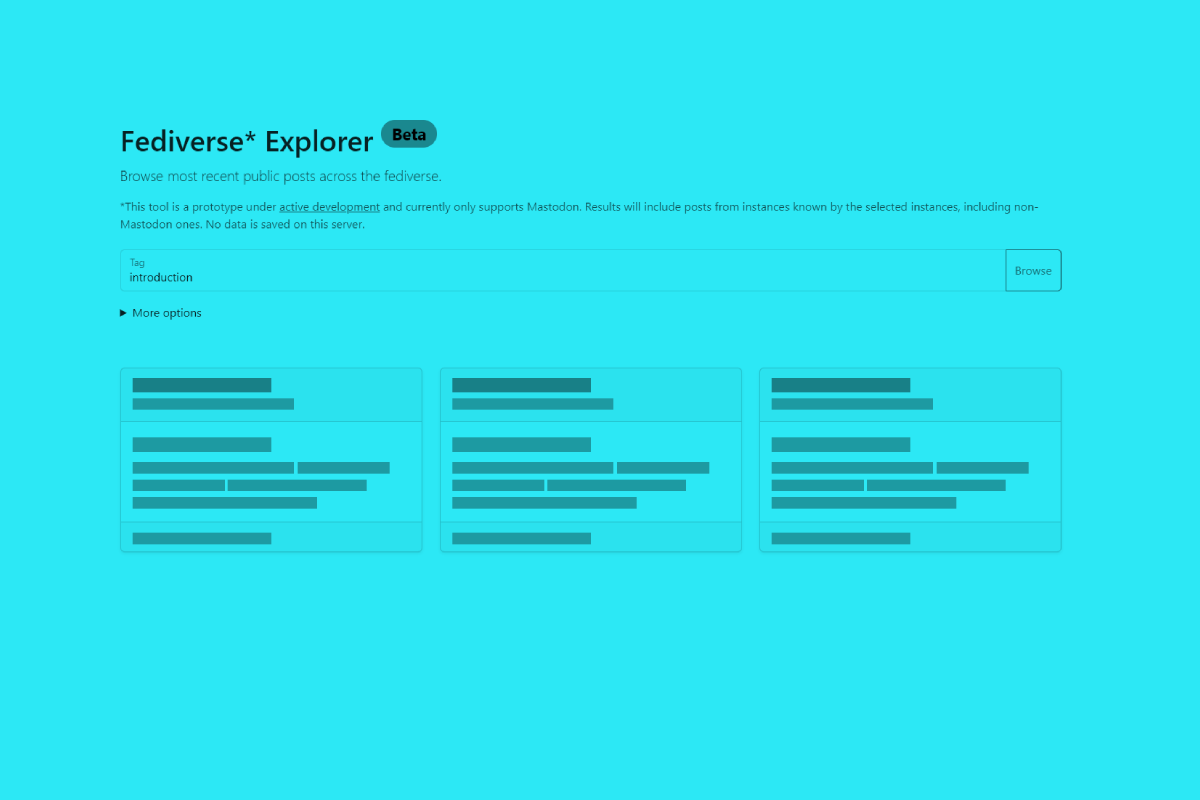 Fediverse* Explorer Beta
Browse most recent public posts across the fediverse.
*This tool is a prototype under active development and currently only supports Mastodon. Results will include posts from instances known by the selected instances, including non-
Mastodon ones. No data is saved on this server.
Tag
introduction
Browse
More options